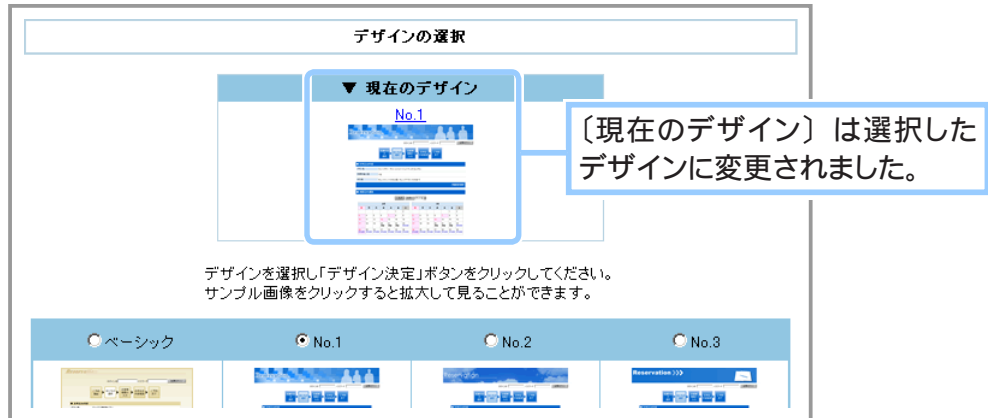 デザインの選択
▼ 現在のデザイン
No.1
〔現在のデザイン〕は選択した
デザインに変更されました。
デザインを選択し「デザイン決定」ボタンをクリックしてください。
サンプル画像をクリックすると拡大して見ることができます。
ベーシック No.1 No.2 No.3
Reservation >>>